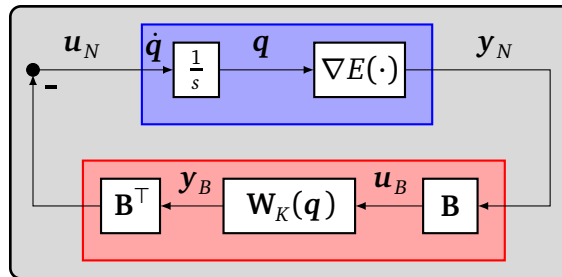 𝒖_N 𝒒̇ 1/s 𝒒 ∇E(·) 𝒚_N
-
𝐁^⊤ 𝒚_B 𝐖_K(𝒒) 𝒖_B 𝐁